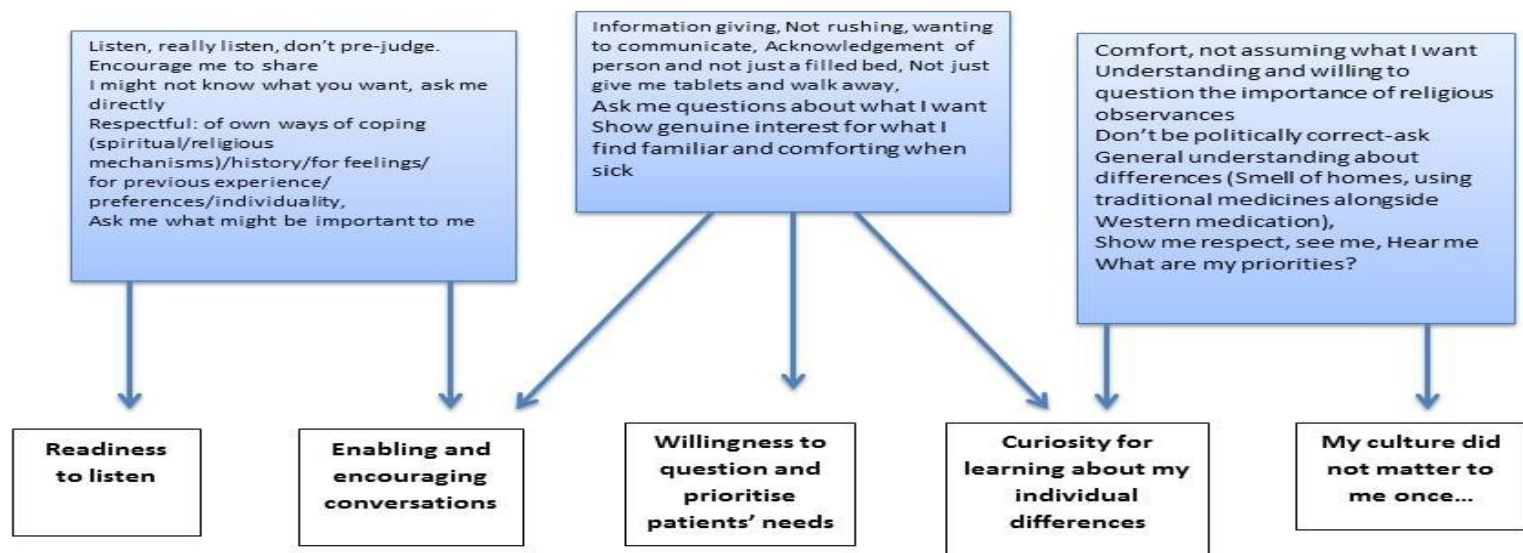 Listen, really listen, don't pre-judge.
Encourage me to share
I might not know what you want, ask me
directly
Respectful: of own ways of coping
(spiritual/religious
mechanisms)/history/for feelings/
for previous experience/
preferences/individuality,
Ask me what might be important to me
Information giving, Not rushing, wanting
to communicate, Acknowledgement of
person and not just a filled bed, Not just
give me tablets and walk away,
Ask me questions about what I want
Show genuine interest for what I
find familiar and comforting when
sick
Comfort, not assuming what I want
Understanding and willing to
question the importance of religious
observances
Don't be politically correct-ask
General understanding about
differences (Smell of homes, using
traditional medicines alongside
Western medication),
Show me respect, see me, Hear me
What are my priorities?
Readiness
to listen
Enabling and
encouraging
conversations
Willingness to
question and
prioritise
patients' needs
Curiosity for
learning about my
individual
differences
My culture did
not matter to
me once...